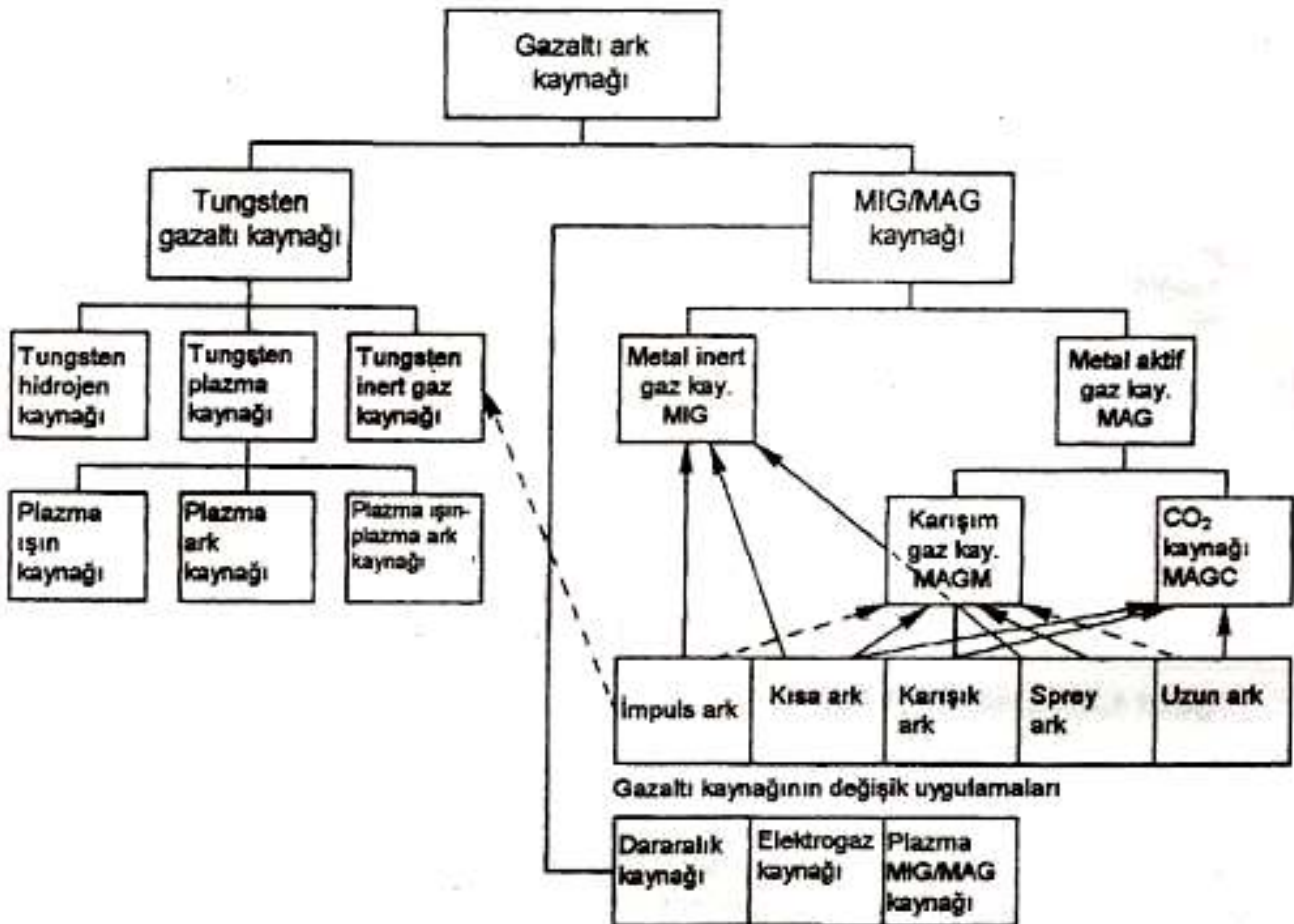 Gazaltı ark
kaynağı
Tungsten
gazaltı kaynağı
MIG/MAG
kaynağı
Tungsten
hidrojen
kaynağı
Tungsten
plazma
kaynağı
Tungsten
inert gaz
kaynağı
Metal inert
gaz kay.
MIG
Metal aktif
gaz kay.
MAG
Plazma
ışın
kaynağı
Plazma
ark
kaynağı
Plazma ışın-
plazma ark
kaynağı
Karışım
gaz kay.
MAGM
CO₂
kaynağı
MAGC
İmpuls ark
Kısa ark
Karışık
ark
Sprey
ark
Uzun ark
Gazaltı kaynağının değişik uygulamaları
Dararalık
kaynağı
Elektrogaz
kaynağı
Plazma
MIG/MAG
kaynağı